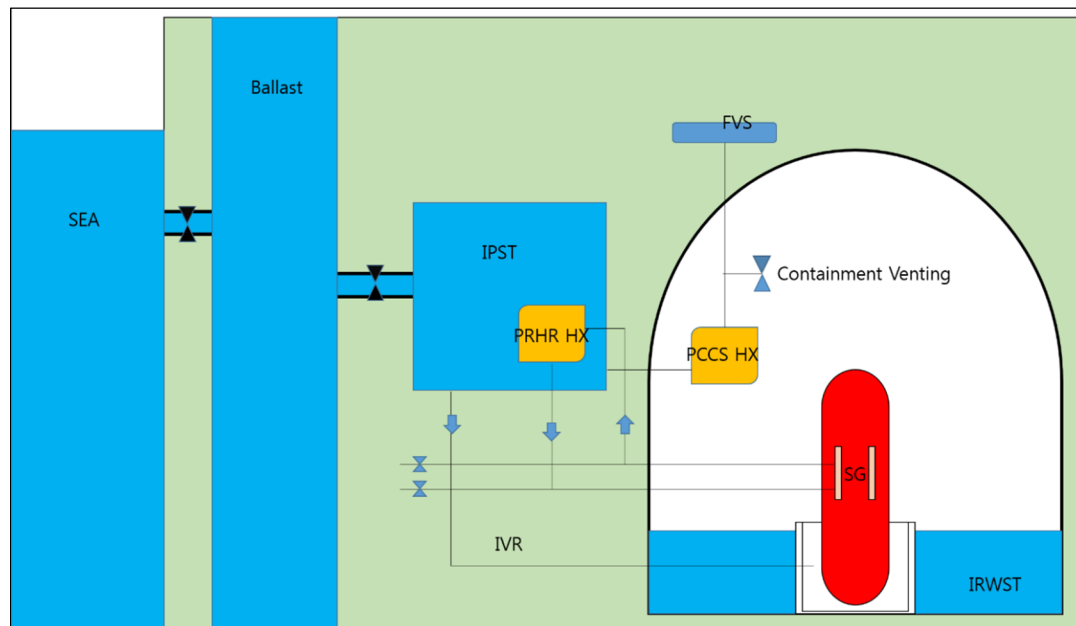 Ballast
FVS
SEA
IPST
Containment Venting
PRHR HX
PCCS HX
SG
IVR
IRWST